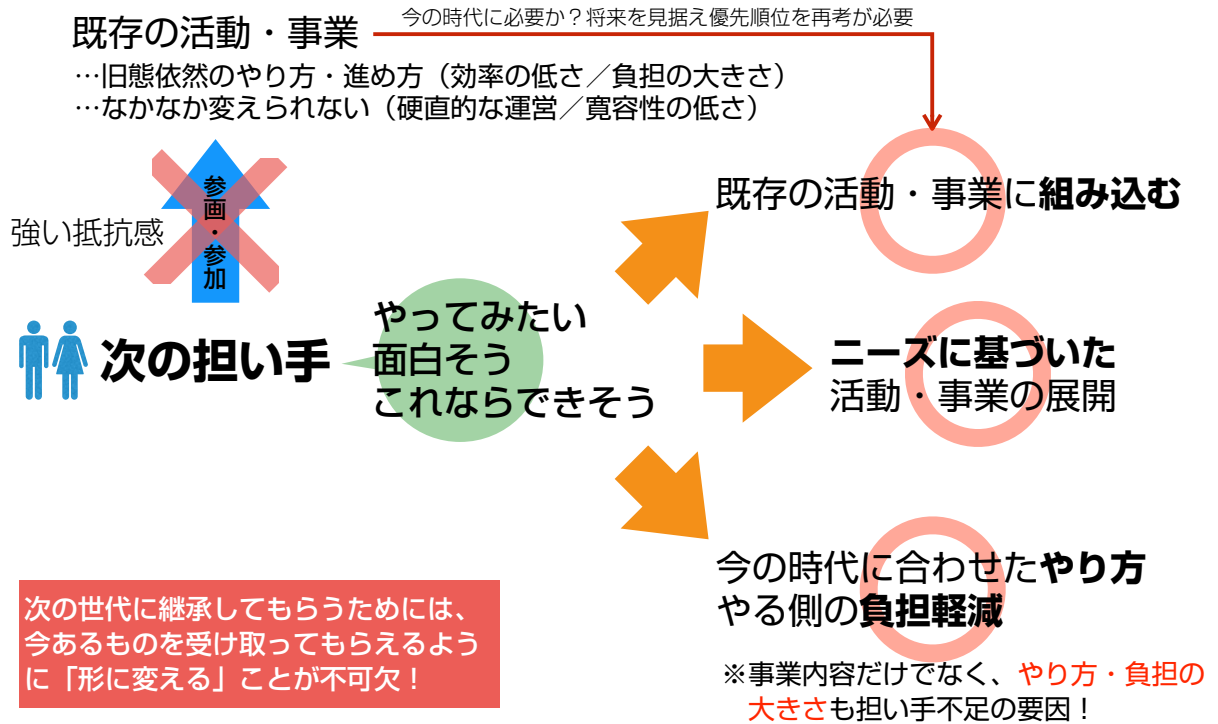 今の時代に必要か？将来を見据え優先順位を再考が必要
既存の活動・事業
…旧態依然のやり方・進め方（効率の低さ／負担の大きさ）
…なかなか変えられない（硬直的な運営／寛容性の低さ）
参画・参加
強い抵抗感
次の担い手
やってみたい
面白そう
これならできそう
既存の活動・事業に組み込む
ニーズに基づいた
活動・事業の展開
今の時代に合わせたやり方
やる側の負担軽減
※事業内容だけでなく、やり方・負担の
大きさも担い手不足の要因！
次の世代に継承してもらうためには、
今あるものを受け取ってもらえるよう
に「形に変える」ことが不可欠！